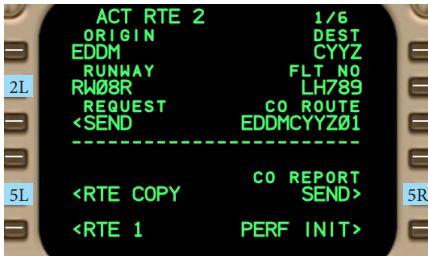 ACT RTE 2 1/6
ORIGIN DEST
EDDM CYYZ
RUNWAY FLT NO
2L RW08R LH789
REQUEST CO ROUTE
<SEND EDDMCYYZ01
------------------------
CO REPORT
5L <RTE COPY SEND> 5R
<RTE 1 PERF INIT>